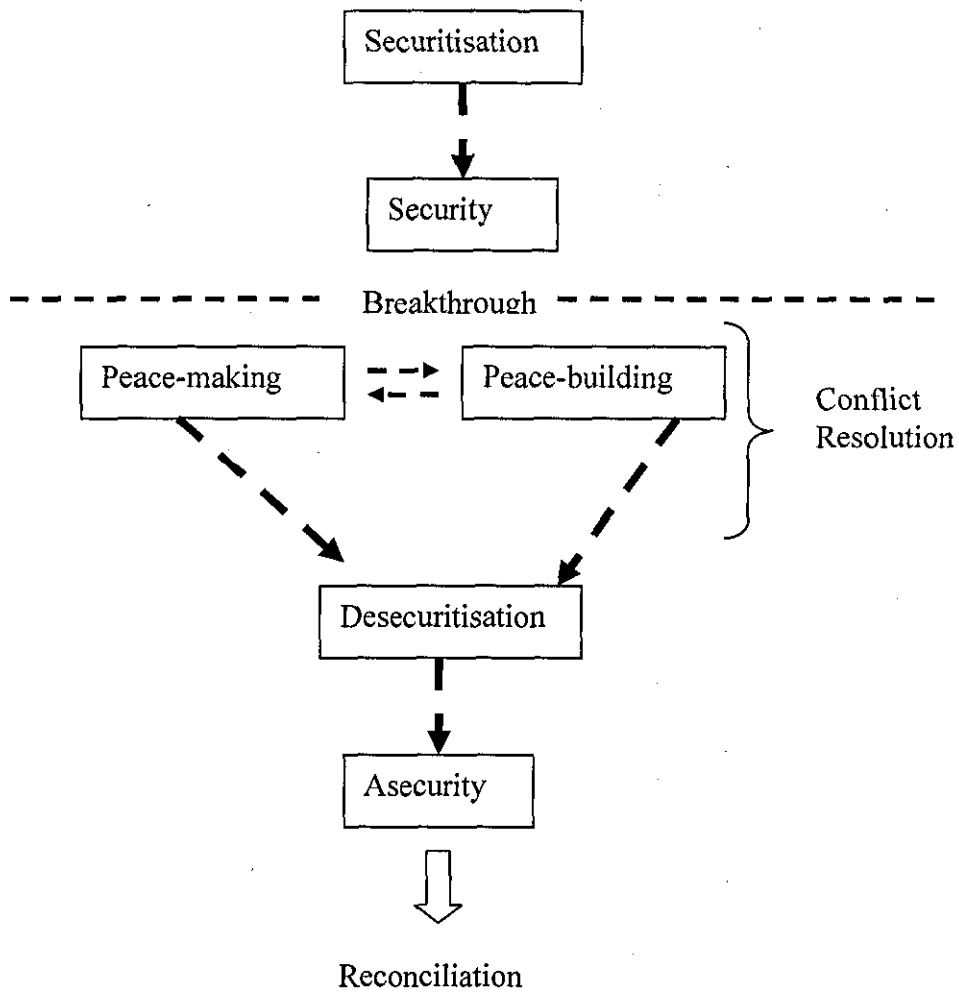 Securitisation
Security
Breakthrough
Peace-making
Peace-building
Conflict
Resolution
Desecuritisation
Asecurity
Reconciliation